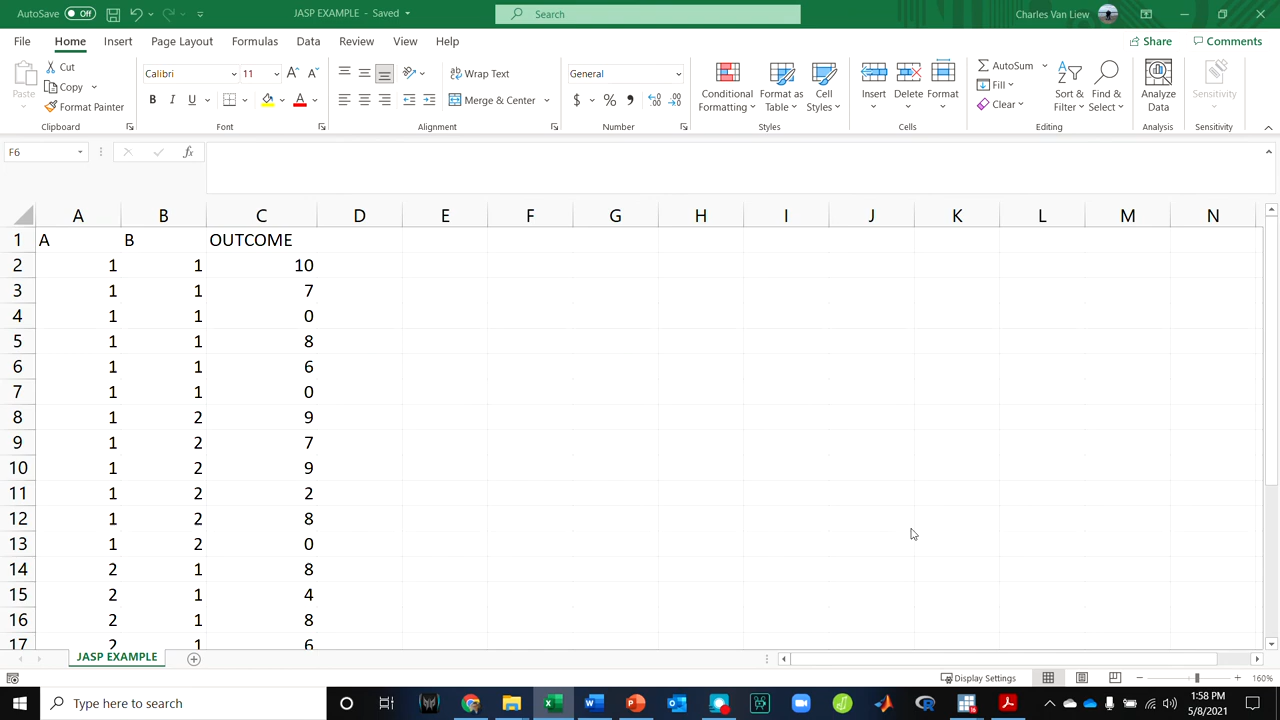 AutoSave Off JASP EXAMPLE - Saved Search Charles Van Liew
File Home Insert Page Layout Formulas Data Review View Help Share Comments
Paste Cut Copy Format Painter Clipboard
Calibri 11 A A B I U A Font
ab Wrap Text Merge & Center Alignment
General $ % , Number
Conditional Formatting Format as Table Cell Styles Styles
Insert Delete Format Cells
AutoSum Fill Clear Sort & Filter Find & Select Editing
Analyze Data Analysis
Sensitivity Sensitivity
F6 fx
A B C D E F G H I J K L M N
1 A B OUTCOME
2 1 1 10
3 1 1 7
4 1 1 0
5 1 1 8
6 1 1 6
7 1 1 0
8 1 2 9
9 1 2 7
10 1 2 9
11 1 2 2
12 1 2 8
13 1 2 0
14 2 1 8
15 2 1 4
16 2 1 8
17 2 1 6
JASP EXAMPLE
Display Settings 160%
Type here to search 1:58 PM
5/8/2021